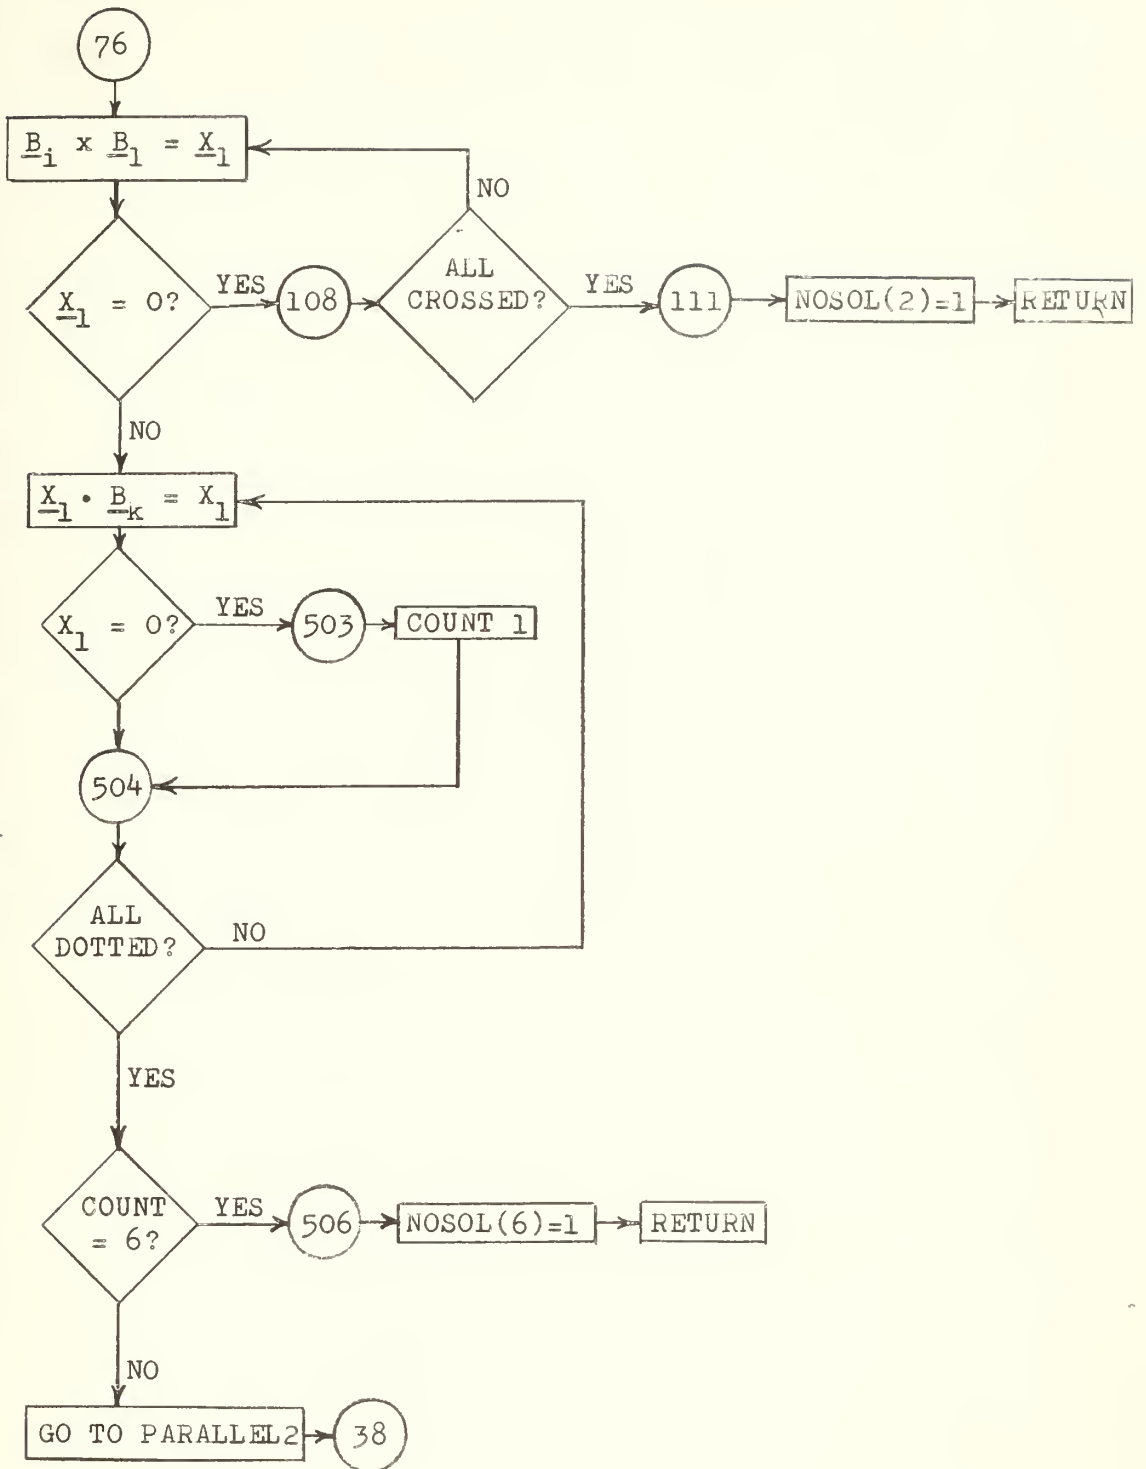 76
B_i x B_1 = X_1
NO
X_1 = 0?
YES
108
ALL
CROSSED?
YES
111
NOSOL(2)=1
RETURN
NO
X_1 · B_k = X_1
X_1 = 0?
YES
503
COUNT 1
504
ALL
DOTTED?
NO
YES
COUNT
= 6?
YES
506
NOSOL(6)=1
RETURN
NO
GO TO PARALLEL2
38